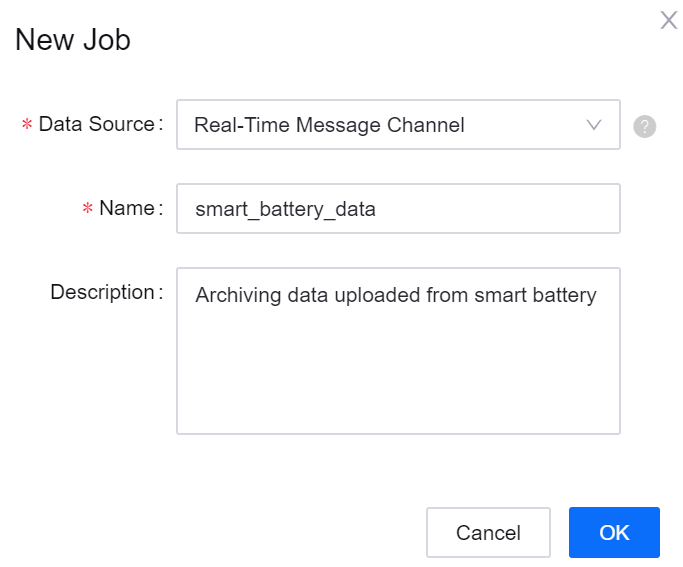 New Job
X
* Data Source: Real-Time Message Channel ?
* Name: smart_battery_data
Description: Archiving data uploaded from smart battery
Cancel OK